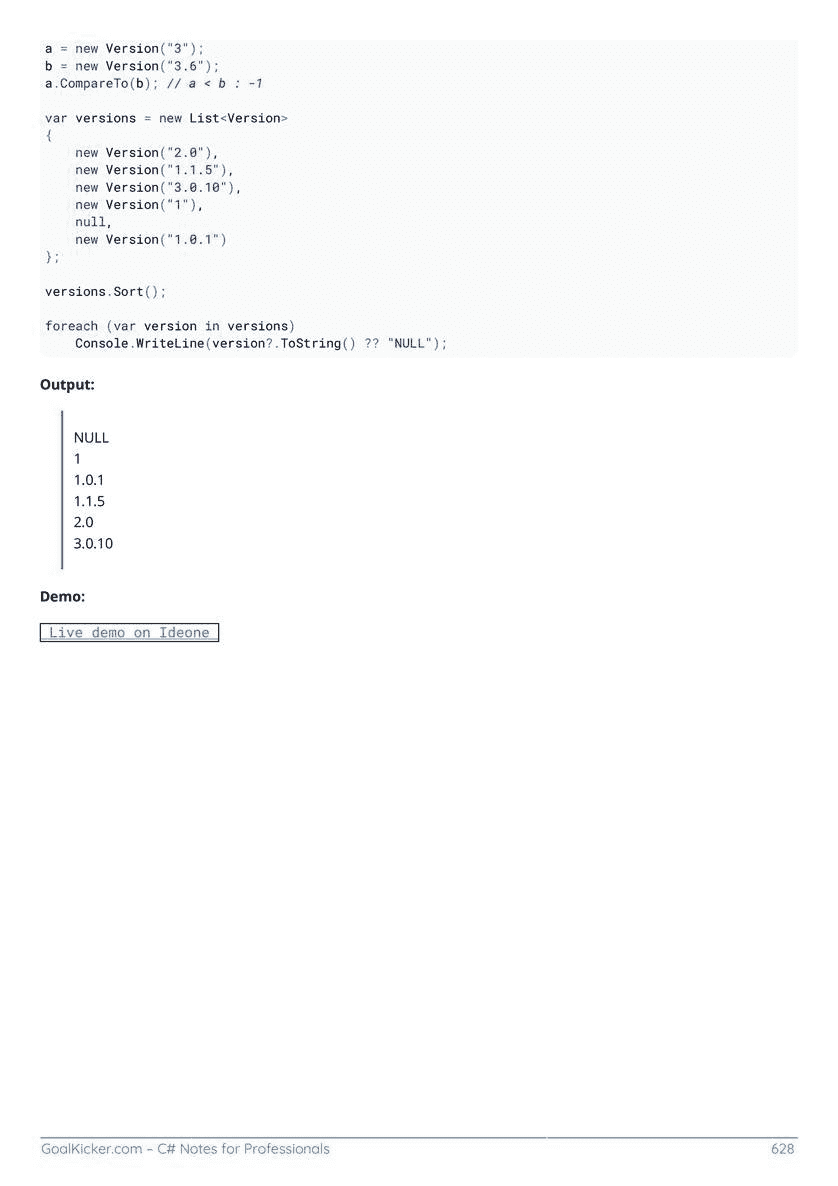 a = new Version("3");
b = new Version("3.6");
a.CompareTo(b); // a < b : -1
var versions = new List<Version>
{
    new Version("2.0"),
    new Version("1.1.5"),
    new Version("3.0.10"),
    new Version("1"),
    null,
    new Version("1.0.1")
};
versions.Sort();
foreach (var version in versions)
    Console.WriteLine(version?.ToString() ?? "NULL");
Output:
NULL
1
1.0.1
1.1.5
2.0
3.0.10
Demo:
Live demo on Ideone
GoalKicker.com – C# Notes for Professionals 628